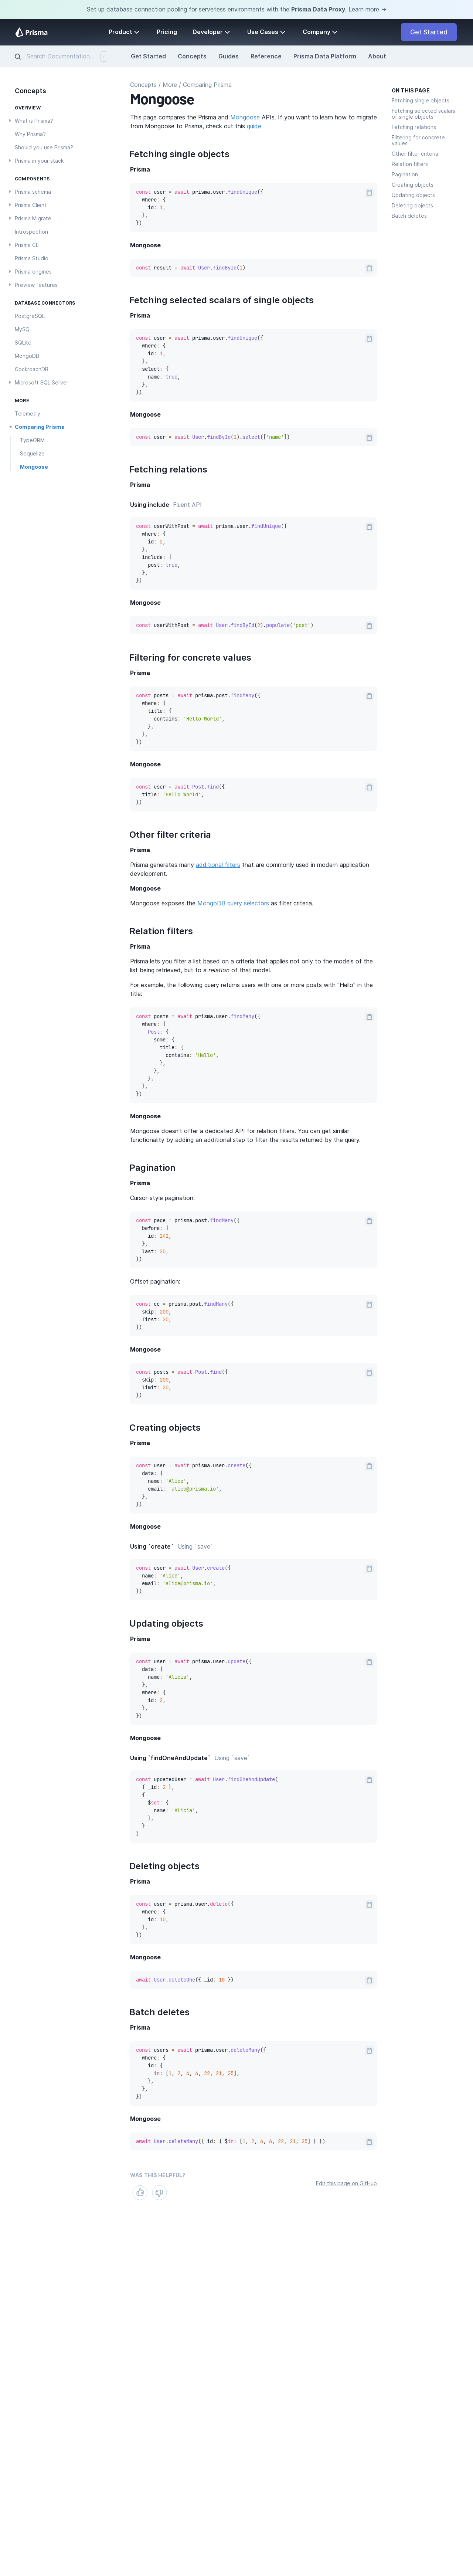 Set up database connection pooling for serverless environments with the Prisma Data Proxy. Learn more →
Prisma
Product
Pricing
Developer
Use Cases
Company
Get Started
Search Documentation...
/
Get Started
Concepts
Guides
Reference
Prisma Data Platform
About
Concepts
OVERVIEW
What is Prisma?
Why Prisma?
Should you use Prisma?
Prisma in your stack
COMPONENTS
Prisma schema
Prisma Client
Prisma Migrate
Introspection
Prisma CLI
Prisma Studio
Prisma engines
Preview features
DATABASE CONNECTORS
PostgreSQL
MySQL
SQLite
MongoDB
CockroachDB
Microsoft SQL Server
MORE
Telemetry
Comparing Prisma
TypeORM
Sequelize
Mongoose
Concepts / More / Comparing Prisma
Mongoose
This page compares the Prisma and Mongoose APIs. If you want to learn how to migrate
from Mongoose to Prisma, check out this guide.
Fetching single objects
Prisma
const user = await prisma.user.findUnique({
where: {
id: 1,
},
})
Mongoose
const result = await User.findById(1)
Fetching selected scalars of single objects
Prisma
const user = await prisma.user.findUnique({
where: {
id: 1,
},
select: {
name: true,
},
})
Mongoose
const user = await User.findById(1).select(['name'])
Fetching relations
Prisma
Using include Fluent API
const userWithPost = await prisma.user.findUnique({
where: {
id: 2,
},
include: {
post: true,
},
})
Mongoose
const userWithPost = await User.findById(2).populate('post')
Filtering for concrete values
Prisma
const posts = await prisma.post.findMany({
where: {
title: {
contains: 'Hello World',
},
},
})
Mongoose
const user = await Post.find({
title: 'Hello World',
})
Other filter criteria
Prisma
Prisma generates many additional filters that are commonly used in modern application
development.
Mongoose
Mongoose exposes the MongoDB query selectors as filter criteria.
Relation filters
Prisma
Prisma lets you filter a list based on a criteria that applies not only to the models of the
list being retrieved, but to a relation of that model.
For example, the following query returns users with one or more posts with "Hello" in the
title:
const posts = await prisma.user.findMany({
where: {
Post: {
some: {
title: {
contains: 'Hello',
},
},
},
},
})
Mongoose
Mongoose doesn't offer a dedicated API for relation filters. You can get similar
functionality by adding an additional step to filter the results returned by the query.
Pagination
Prisma
Cursor-style pagination:
const page = prisma.post.findMany({
before: {
id: 242,
},
last: 20,
})
Offset pagination:
const cc = prisma.post.findMany({
skip: 200,
first: 20,
})
Mongoose
const posts = await Post.find({
skip: 200,
limit: 20,
})
Creating objects
Prisma
const user = await prisma.user.create({
data: {
name: 'Alice',
email: 'alice@prisma.io',
},
})
Mongoose
Using `create` Using `save`
const user = await User.create({
name: 'Alice',
email: 'alice@prisma.io',
})
Updating objects
Prisma
const user = await prisma.user.update({
data: {
name: 'Alicia',
},
where: {
id: 2,
},
})
Mongoose
Using `findOneAndUpdate` Using `save`
const updatedUser = await User.findOneAndUpdate(
{ _id: 2 },
{
$set: {
name: 'Alicia',
},
}
)
Deleting objects
Prisma
const user = prisma.user.delete({
where: {
id: 10,
},
})
Mongoose
await User.deleteOne({ _id: 10 })
Batch deletes
Prisma
const users = await prisma.user.deleteMany({
where: {
id: {
in: [1, 2, 6, 6, 22, 21, 25],
},
},
})
Mongoose
await User.deleteMany({ id: { $in: [1, 2, 6, 6, 22, 21, 25] } })
WAS THIS HELPFUL?
Edit this page on GitHub
ON THIS PAGE
Fetching single objects
Fetching selected scalars
of single objects
Fetching relations
Filtering for concrete
values
Other filter criteria
Relation filters
Pagination
Creating objects
Updating objects
Deleting objects
Batch deletes